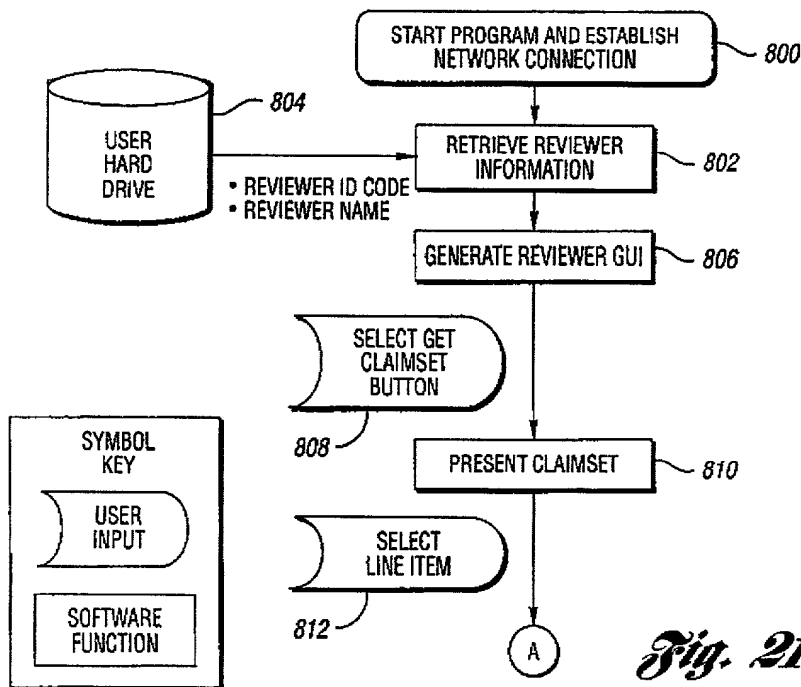 START PROGRAM AND ESTABLISH
NETWORK CONNECTION
800
804
USER
HARD
DRIVE
• REVIEWER ID CODE
• REVIEWER NAME
RETRIEVE REVIEWER
INFORMATION
802
GENERATE REVIEWER GUI
806
SELECT GET
CLAIMSET
BUTTON
808
PRESENT CLAIMSET
810
SYMBOL
KEY
USER
INPUT
SOFTWARE
FUNCTION
SELECT
LINE ITEM
812
A